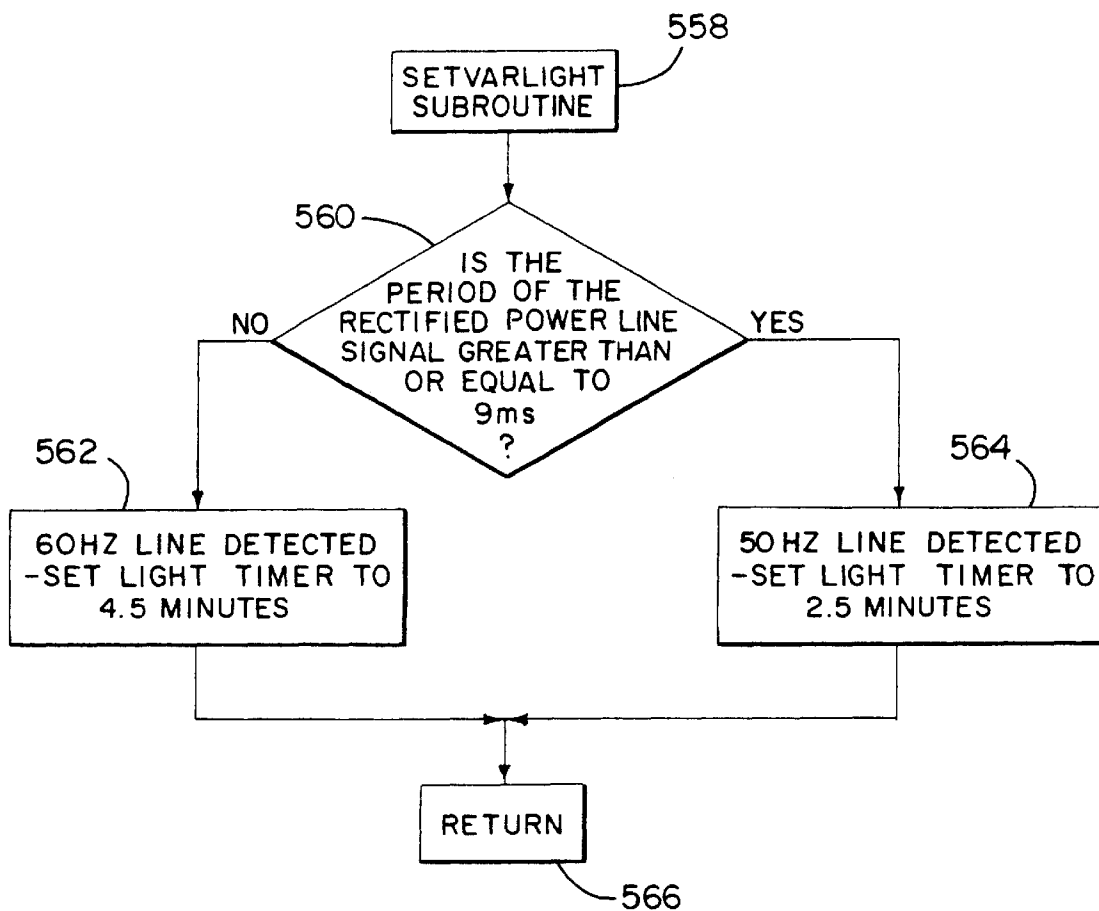 558
SETVARLIGHT
SUBROUTINE
560
IS THE
PERIOD OF THE
RECTIFIED POWER LINE
SIGNAL GREATER THAN
OR EQUAL TO
9ms
?
NO
YES
562
60HZ LINE DETECTED
-SET LIGHT TIMER TO
4.5 MINUTES
564
50 HZ LINE DETECTED
-SET LIGHT TIMER TO
2.5 MINUTES
RETURN
566